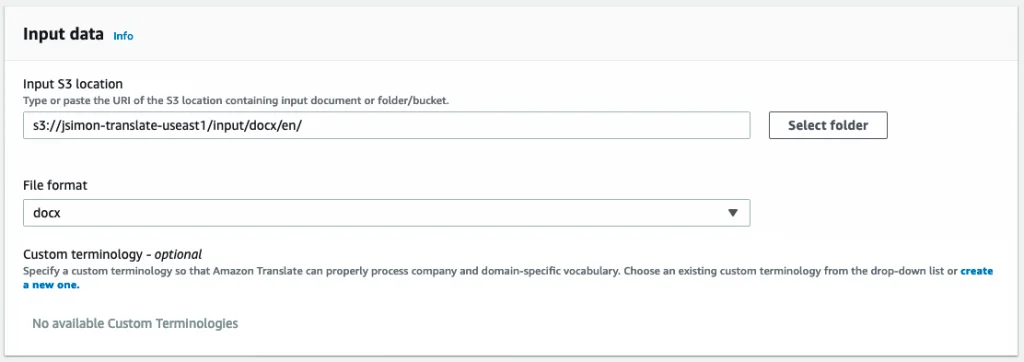 Input data Info
Input S3 location
Type or paste the URI of the S3 location containing input document or folder/bucket.
s3://jsimon-translate-useast1/input/docx/en/
Select folder
File format
docx
Custom terminology - optional
Specify a custom terminology so that Amazon Translate can properly process company and domain-specific vocabulary. Choose an existing custom terminology from the drop-down list or create
a new one.
No available Custom Terminologies